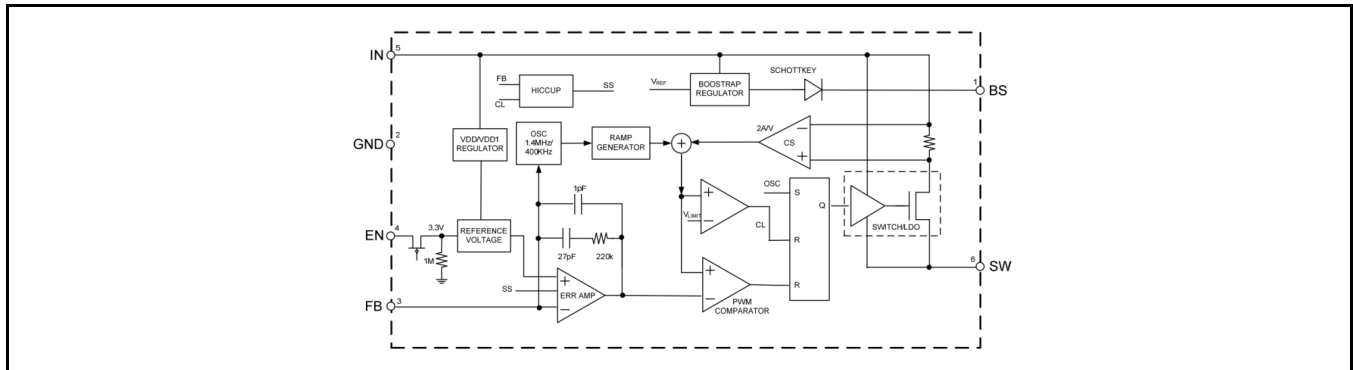 IN
5
SCHOTTKEY
FB
CL
HICCUP
SS
VREF
BOOSTRAP
REGULATOR
1
BS
GND
2
VDD/VDD1
REGULATOR
OSC
1.4MHz/
400KHz
RAMP
GENERATOR
+
2A/V
CS
−
+
1pF
27pF
220k
+
−
VLIMIT
CL
OSC
S
R
R
Q
SWITCH/LDO
EN
4
3.3V
1M
REFERENCE
VOLTAGE
6
SW
SS
+
ERR AMP
−
+
−
PWM
COMPARATOR
FB
3